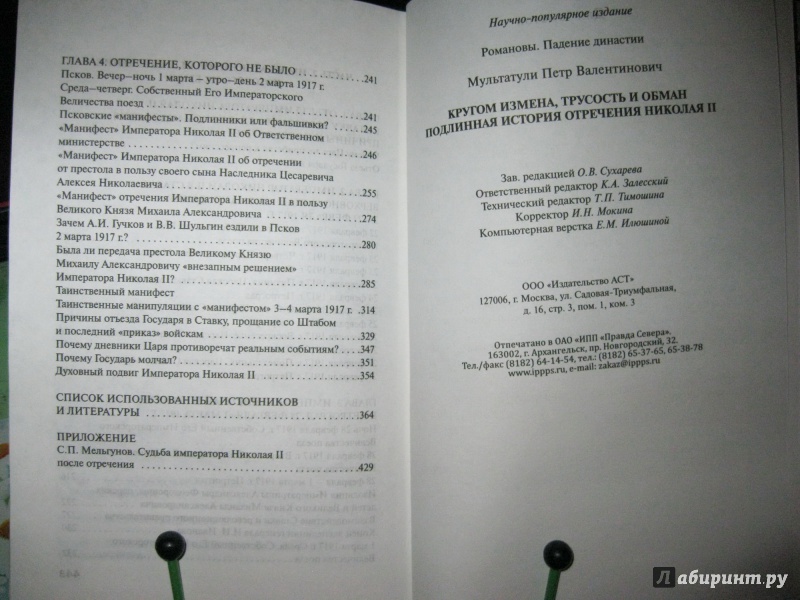 ГЛАВА 4. ОТРЕЧЕНИЕ, КОТОРОГО НЕ БЫЛО .................. 241
Псков. Вечер–ночь 1 марта – утро–день 2 марта 1917 г.
Среда–четверг. Собственный Его Императорского
Величества поезд .................. 241
Псковские «манифесты». Подлинники или фальшивки? .... 245
«Манифест» Императора Николая II об Ответственном
министерстве .................. 246
«Манифест» Императора Николая II об отречении
от престола в пользу своего сына Наследника Цесаревича
Алексея Николаевича .................. 255
«Манифест» отречения Императора Николая II в пользу
Великого Князя Михаила Александровича .................. 274
Зачем А.И. Гучков и В.В. Шульгин ездили в Псков
2 марта 1917 г.? .................. 280
Была ли передача престола Великому Князю
Михаилу Александровичу «внезапным решением»
Императора Николая II? .................. 285
Таинственный манифест
Таинственные манипуляции с «манифестом» 3–4 марта 1917 г. 314
Причины отъезда Государя в Ставку, прощание со Штабом
и последний «приказ» войскам .................. 329
Почему дневники Царя противоречат реальным событиям? .. 347
Почему Государь молчал? .................. 351
Духовный подвиг Императора Николая II .................. 354
СПИСОК ИСПОЛЬЗОВАННЫХ ИСТОЧНИКОВ
И ЛИТЕРАТУРЫ .................. 364
ПРИЛОЖЕНИЕ
С.П. Мельгунов. Судьба императора Николая II
после отречения .................. 429
Научно-популярное издание
Романовы. Падение династии
Мультатули Петр Валентинович
КРУГОМ ИЗМЕНА, ТРУСОСТЬ И ОБМАН
ПОДЛИННАЯ ИСТОРИЯ ОТРЕЧЕНИЯ НИКОЛАЯ II
Зав. редакцией О.В. Сухарева
Ответственный редактор К.А. Залесский
Технический редактор Т.П. Тимошина
Корректор И.Н. Мокина
Компьютерная верстка Е.М. Илюшиной
ООО «Издательство АСТ»
127006, г. Москва, ул. Садовая-Триумфальная,
д. 16, стр. 3, пом. 1, ком. 3
Отпечатано в ОАО «ИПП «Правда Севера».
163002, г. Архангельск, пр. Новгородский, 32
Тел./факс (8182) 64-14-54, тел.: (8182) 65-37-65, 65-38-78
www.ippps.ru, e-mail: zakaz@ippps.ru
Лабиринт.ру